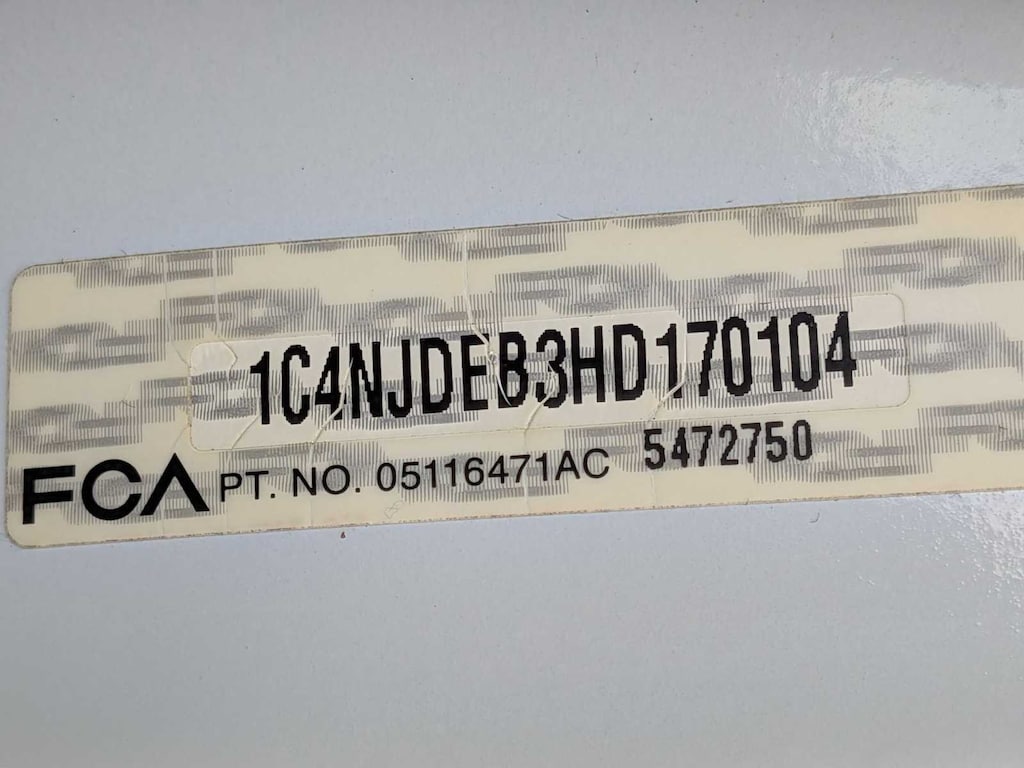 1C4NJDEB3HD170104
FCA PT. NO. 05116471AC 5472750